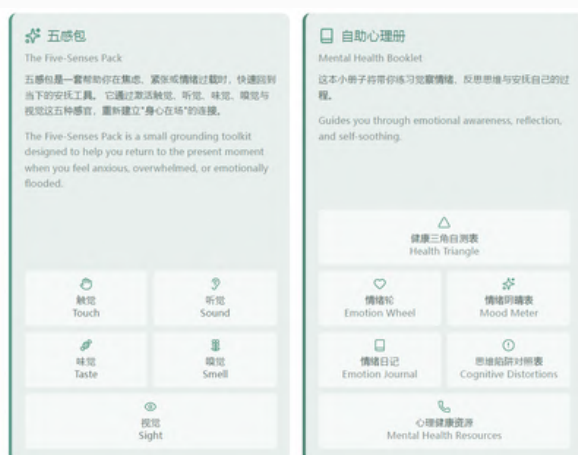 五感包
The Five-Senses Pack
五感包是一套帮助你在焦虑、紧张或情绪过载时，快速回到
当下的安抚工具。它通过激活触觉、听觉、味觉、嗅觉与
视觉这五种感官，重新建立"身心在场"的连接。
The Five-Senses Pack is a small grounding toolkit
designed to help you return to the present moment
when you feel anxious, overwhelmed, or emotionally
flooded.
触觉
Touch
听觉
Sound
味觉
Taste
嗅觉
Smell
视觉
Sight
自助心理册
Mental Health Booklet
这本小册子将带你练习觉察情绪、反思思维与安抚自己的过
程。
Guides you through emotional awareness, reflection,
and self-soothing.
健康三角自测表
Health Triangle
情绪轮
Emotion Wheel
情绪阴晴表
Mood Meter
情绪日记
Emotion Journal
思维陷阱对照表
Cognitive Distortions
心理健康资源
Mental Health Resources